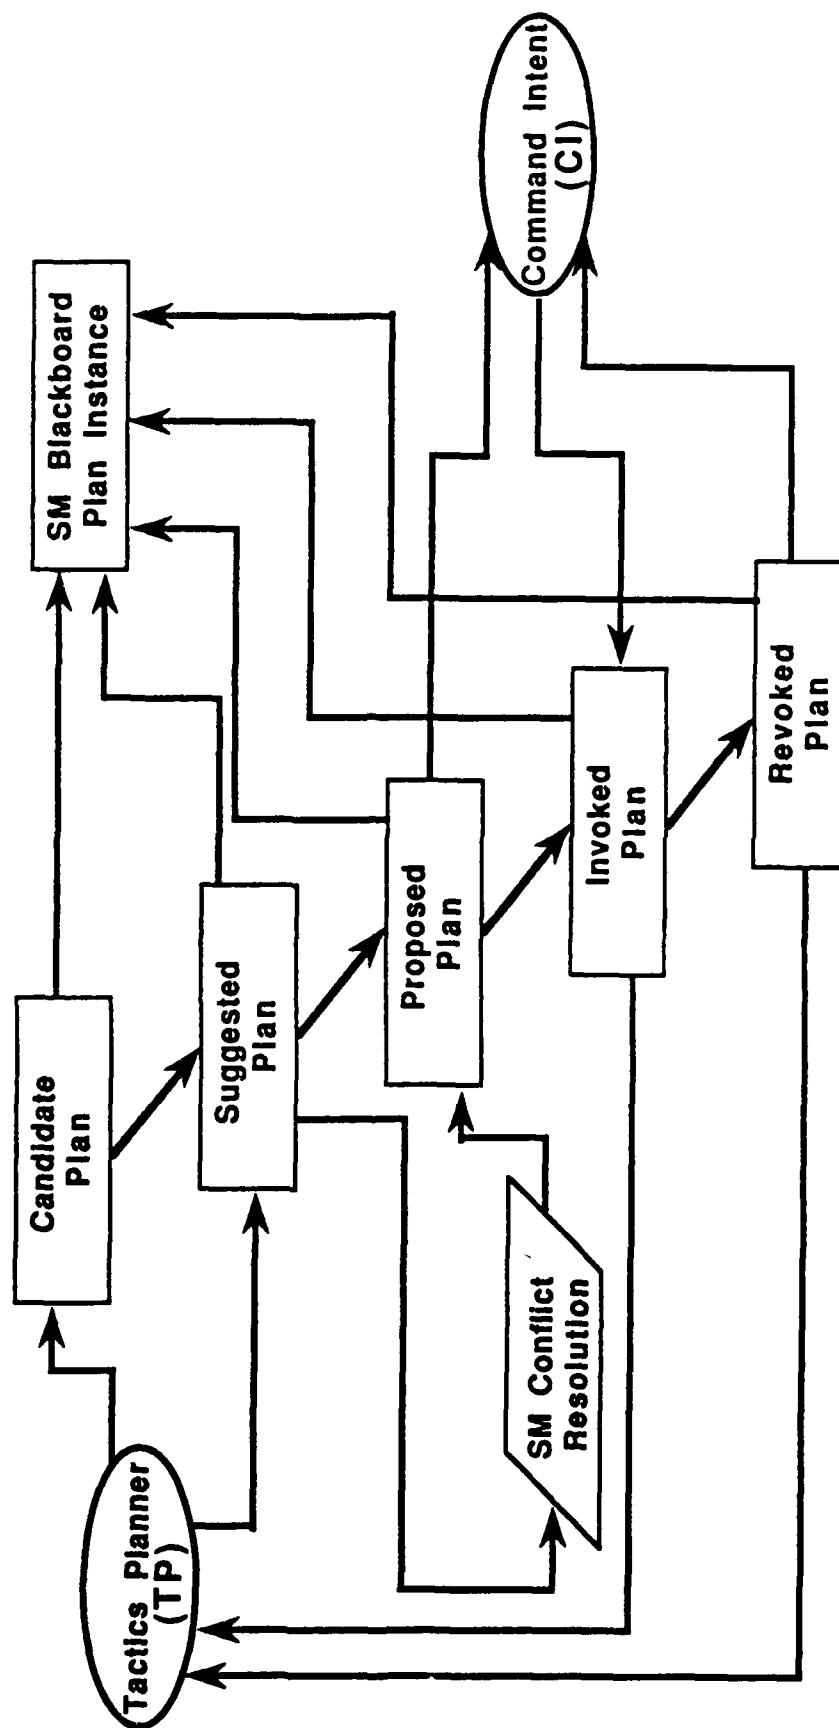 Tactics Planner
(TP)
Candidate
Plan
SM Blackboard
Plan Instance
Suggested
Plan
Proposed
Plan
SM Conflict
Resolution
Command Intent
(CI)
Invoked
Plan
Revoked
Plan